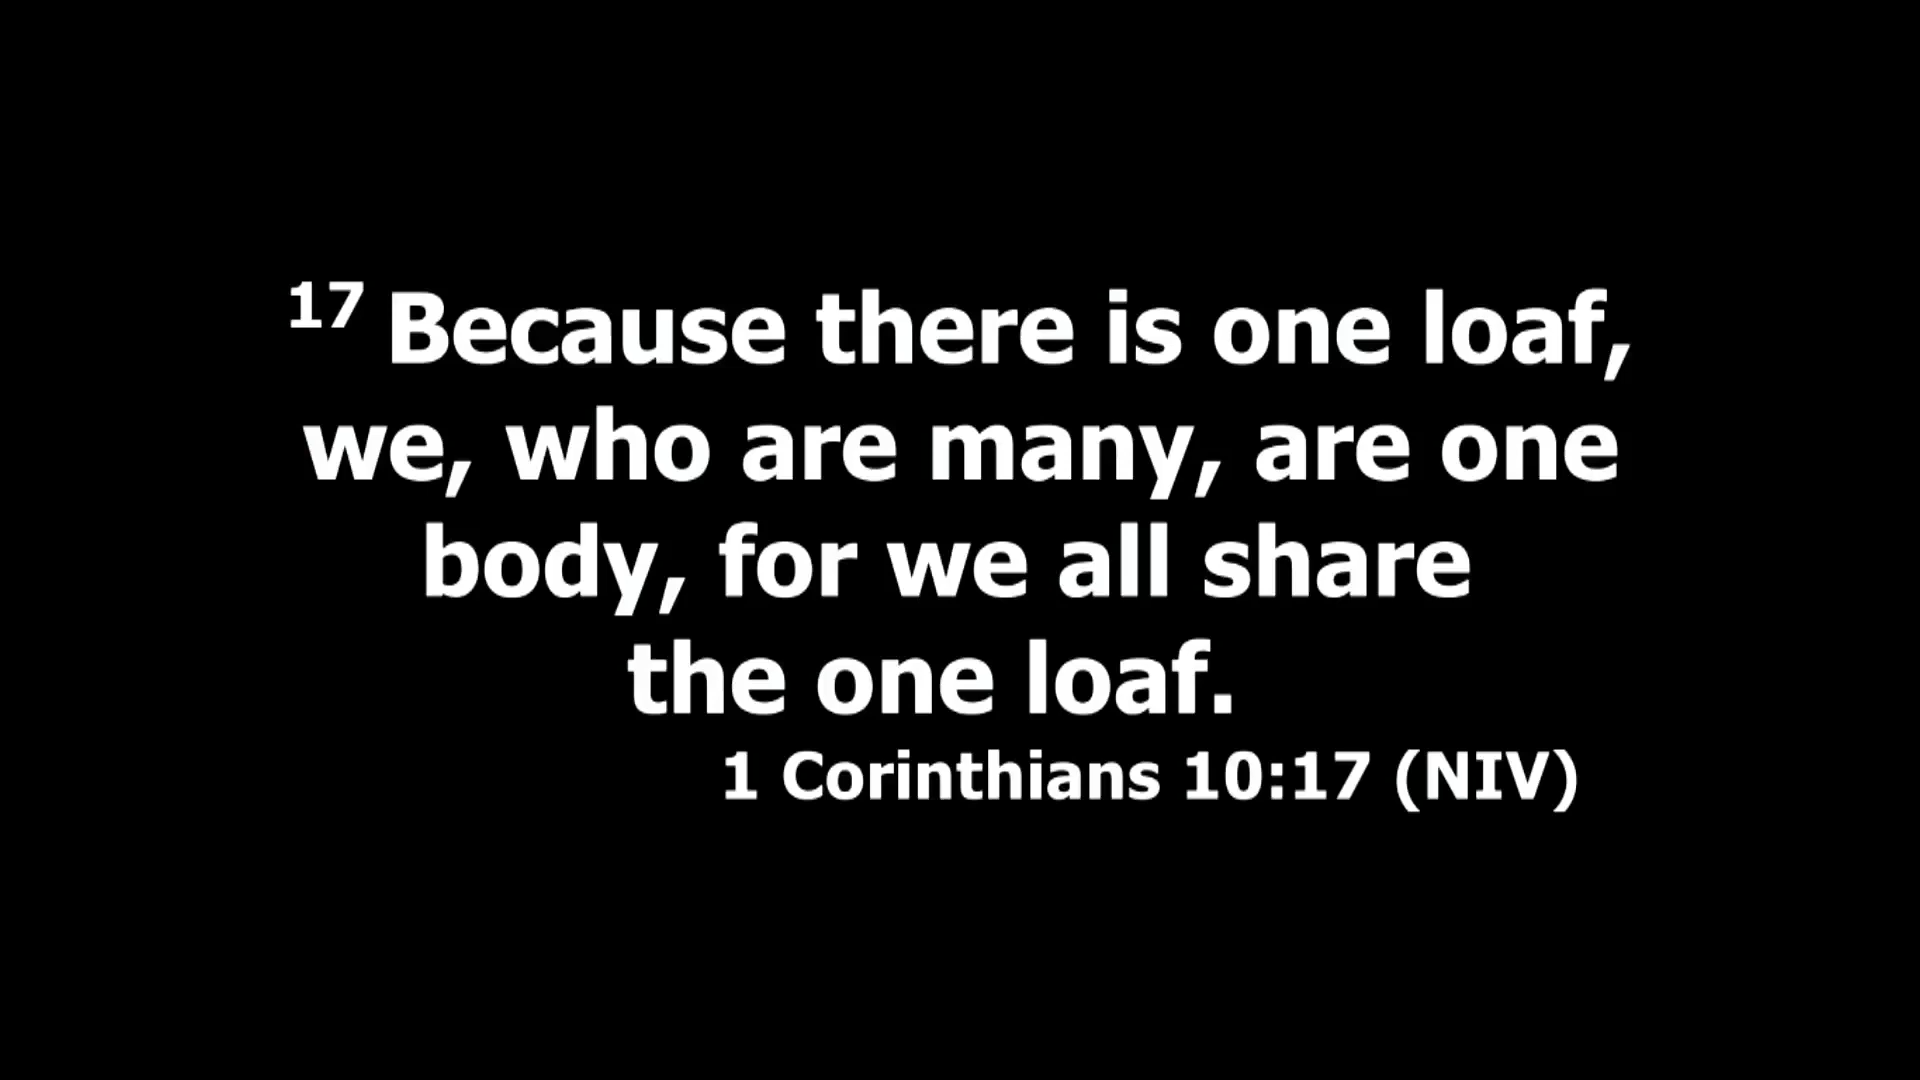 17 Because there is one loaf,
we, who are many, are one
body, for we all share
the one loaf.
1 Corinthians 10:17 (NIV)